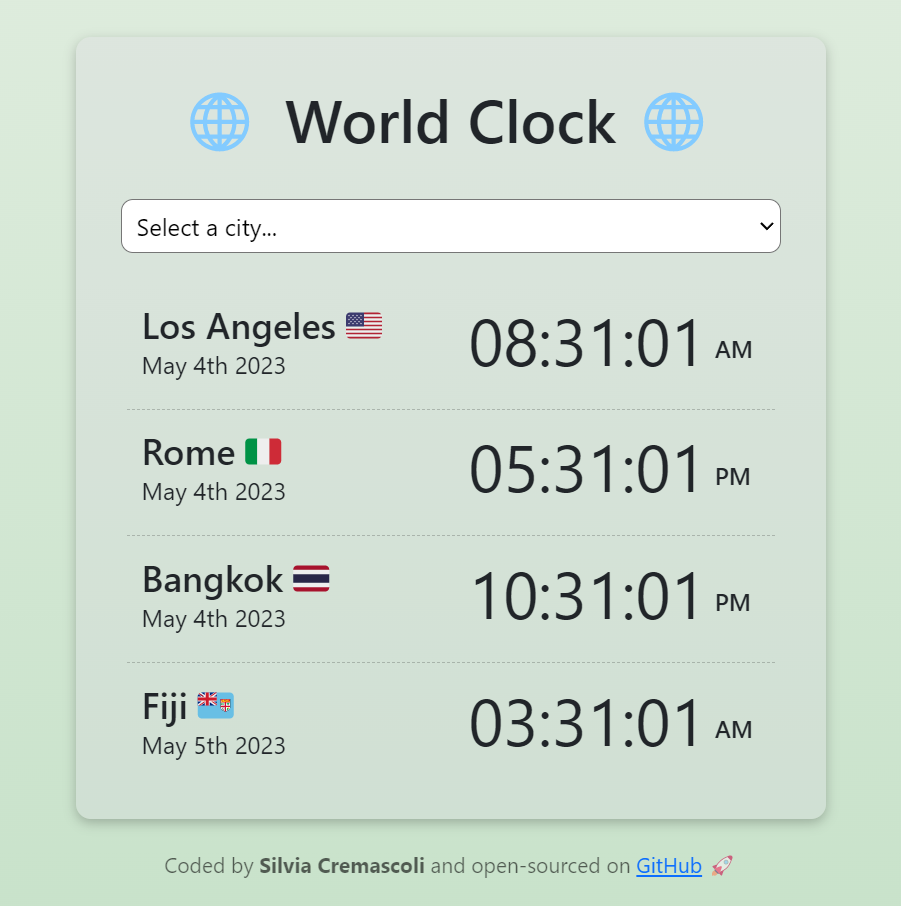 World Clock
Select a city...
Los Angeles
May 4th 2023
08:31:01 AM
Rome
May 4th 2023
05:31:01 PM
Bangkok
May 4th 2023
10:31:01 PM
Fiji
May 5th 2023
03:31:01 AM
Coded by Silvia Cremascoli and open-sourced on GitHub